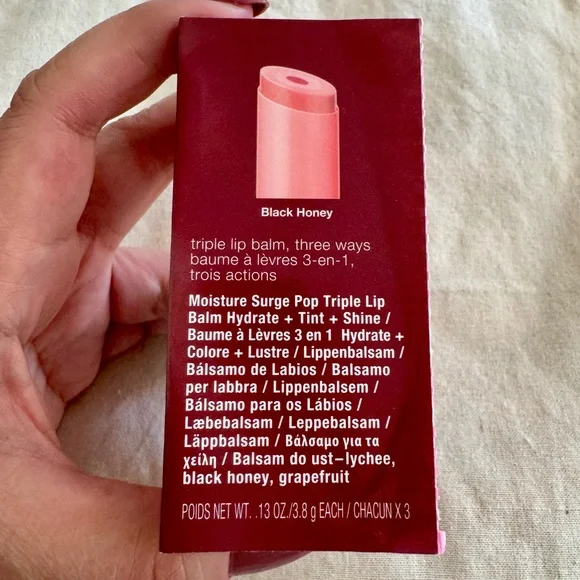 Black Honey
triple lip balm, three ways
baume à lèvres 3-en-1,
trois actions
Moisture Surge Pop Triple Lip
Balm Hydrate + Tint + Shine /
Baume à Lèvres 3 en 1 Hydrate +
Colore + Lustre / Lippenbalsam /
Bálsamo de Labios / Balsamo
per labbra / Lippenbalsem /
Bálsamo para os Lábios /
Læbebalsam / Leppebalsam /
Läppbalsam / Βάλσαμο για τα
χείλη / Balsam do ust–lychee,
black honey, grapefruit
POIDS NET WT. .13 OZ./3.8 g EACH / CHACUN X 3